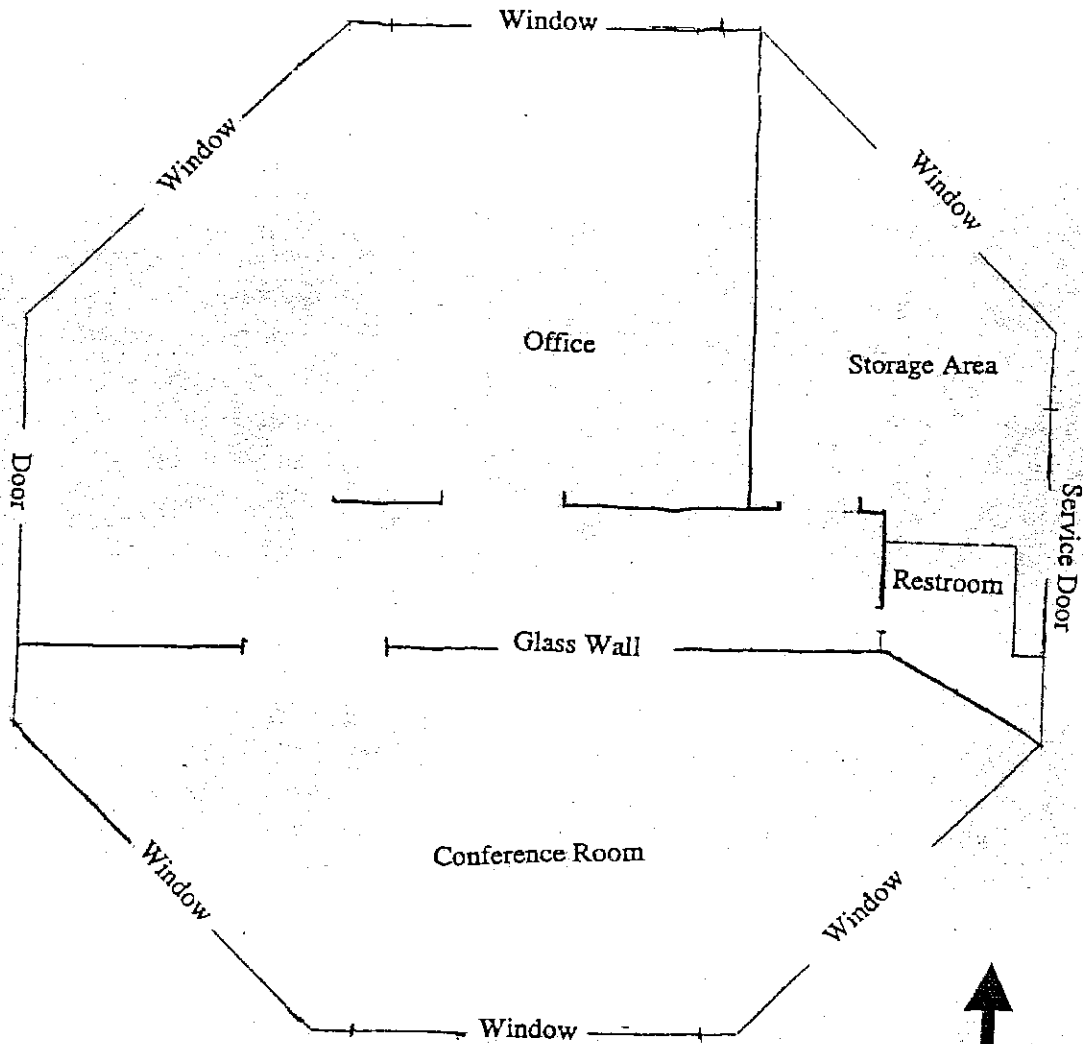 Window
Window
Window
Office
Storage Area
Door
Service Door
Restroom
Glass Wall
Conference Room
Window
Window
Window